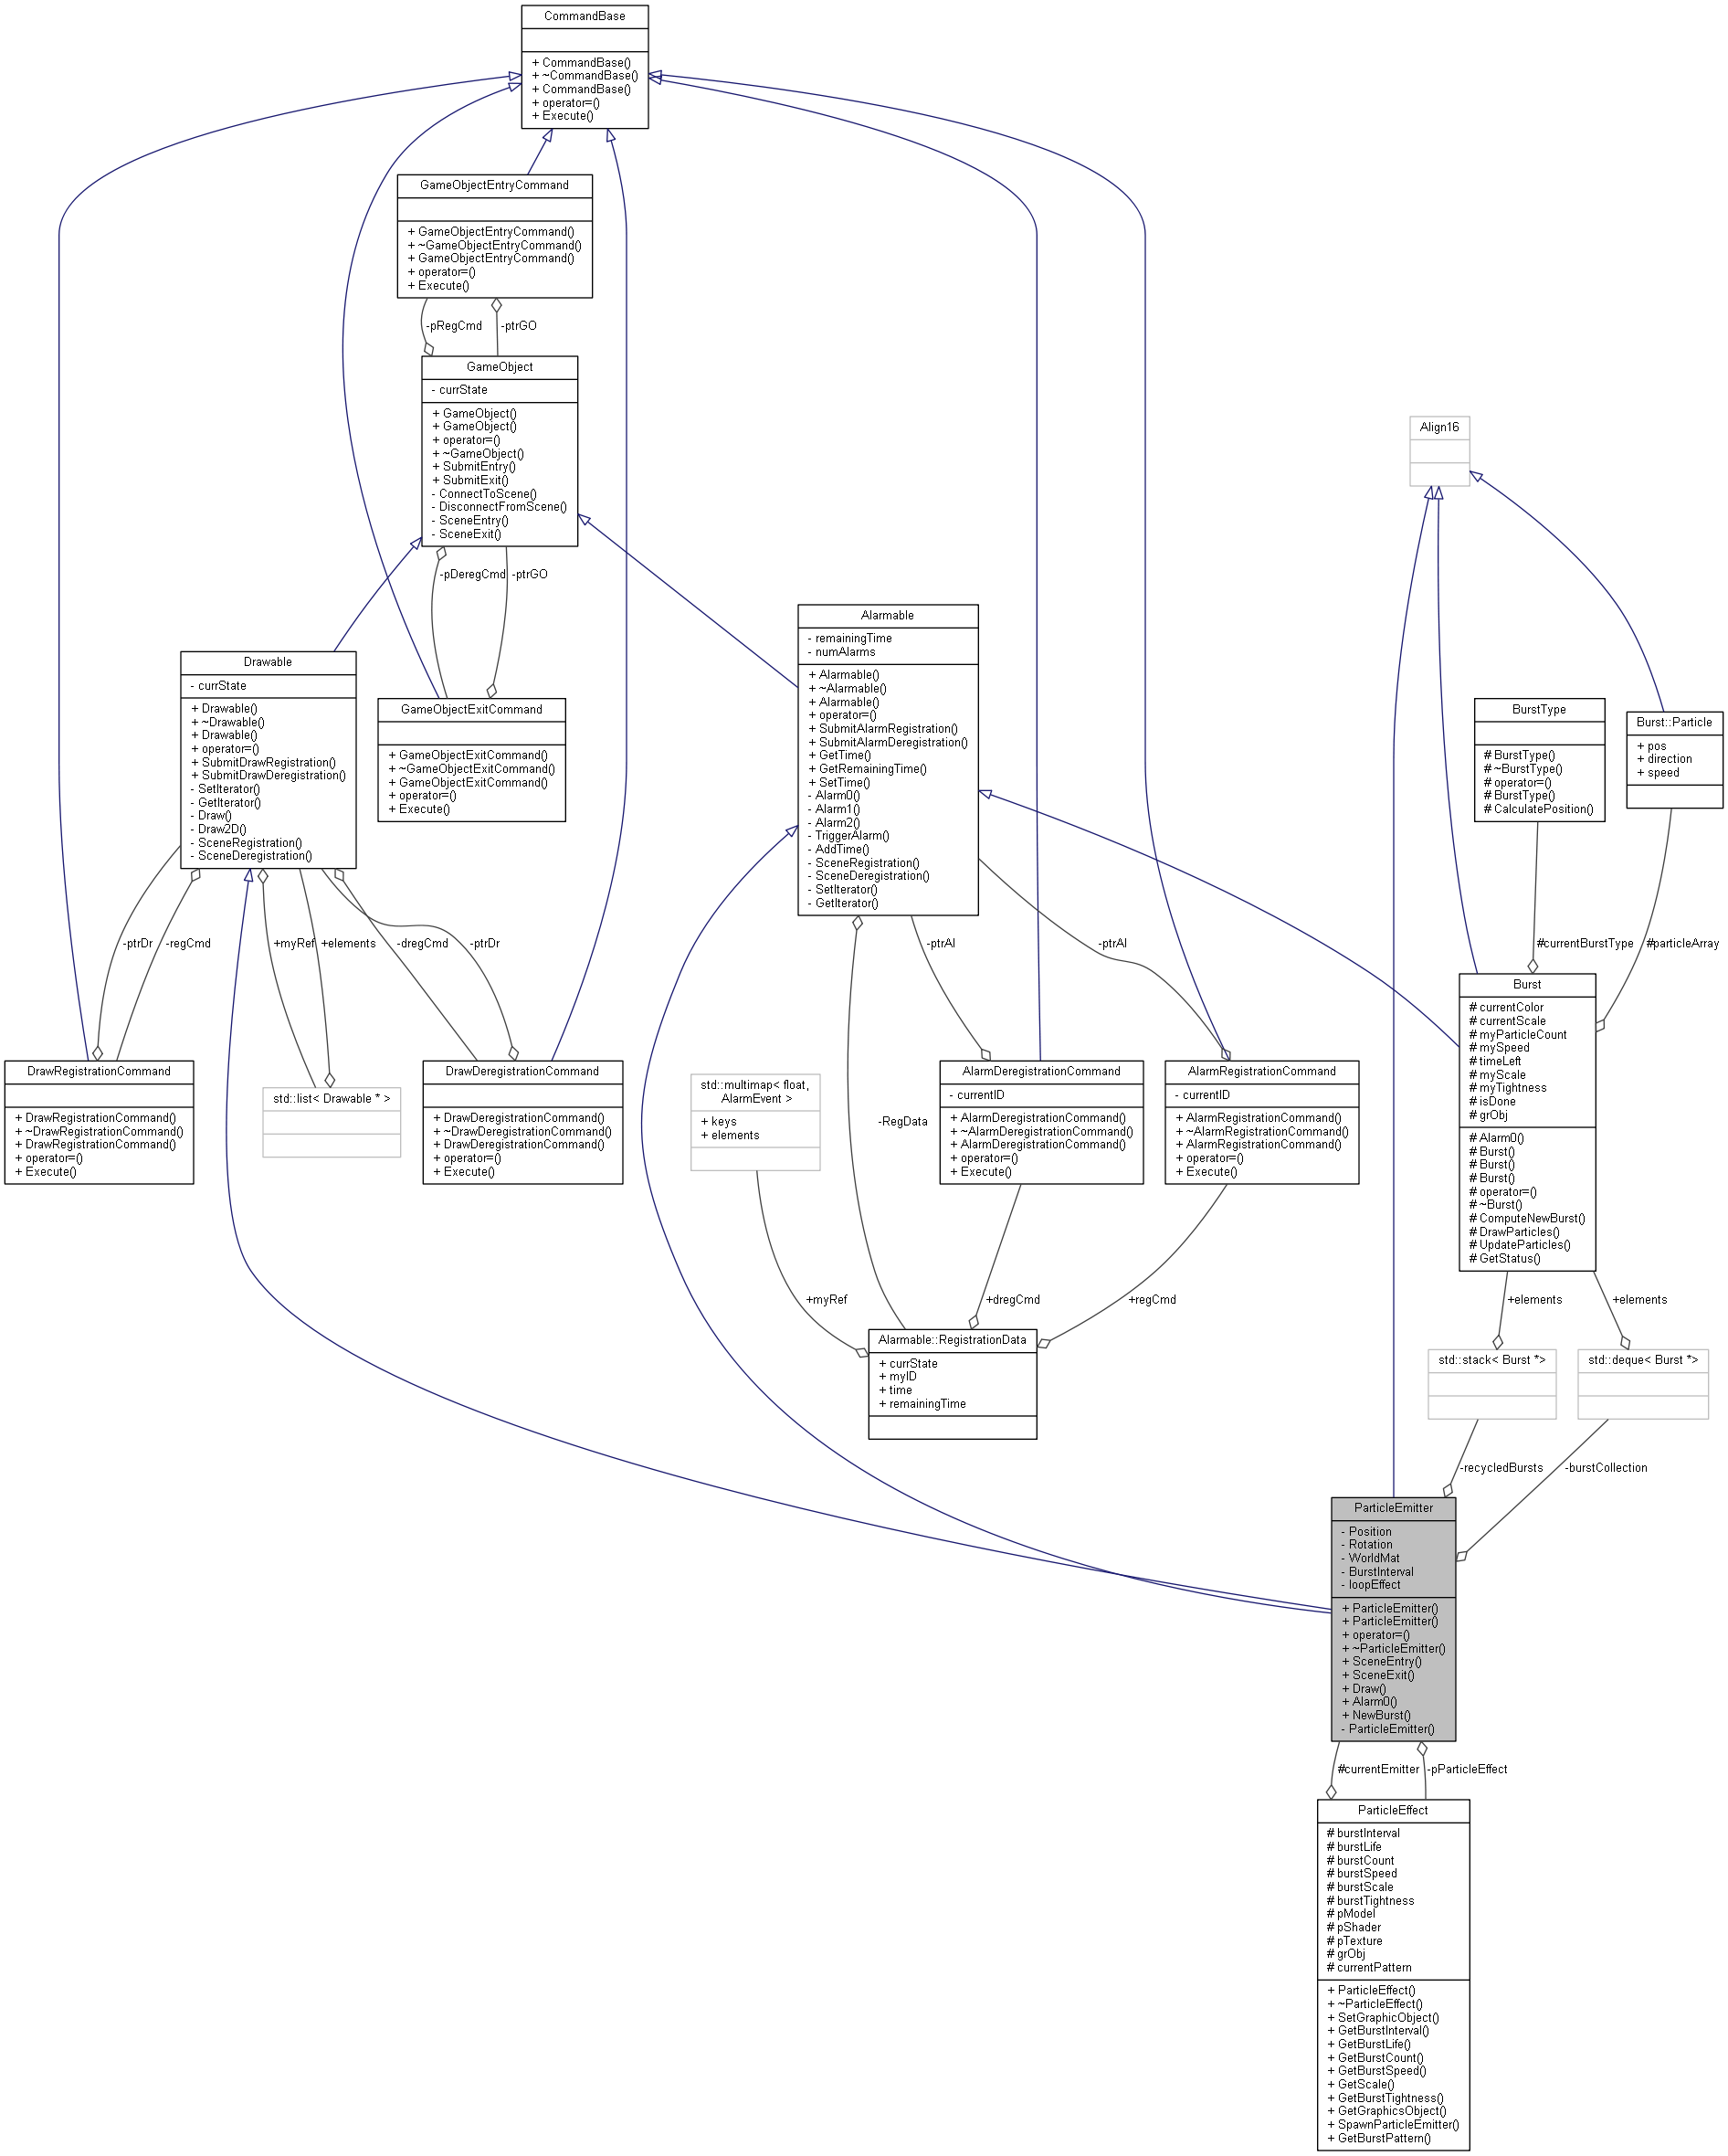 CommandBase
+ CommandBase()
+ ~CommandBase()
+ CommandBase()
+ operator=()
+ Execute()
GameObjectEntryCommand
+ GameObjectEntryCommand()
+ ~GameObjectEntryCommand()
+ GameObjectEntryCommand()
+ operator=()
+ Execute()
-pRegCmd
-ptrGO
GameObject
- currState
+ GameObject()
+ GameObject()
+ operator=()
+ ~GameObject()
+ SubmitEntry()
+ SubmitExit()
- ConnectToScene()
- DisconnectFromScene()
- SceneEntry()
- SceneExit()
-pDeregCmd
-ptrGO
Align16
Alarmable
- remainingTime
- numAlarms
+ Alarmable()
+ ~Alarmable()
+ Alarmable()
+ operator=()
+ SubmitAlarmRegistration()
+ SubmitAlarmDeregistration()
+ GetTime()
+ GetRemainingTime()
+ SetTime()
- Alarm0()
- Alarm1()
- Alarm2()
- TriggerAlarm()
- AddTime()
- SceneRegistration()
- SceneDeregistration()
- SetIterator()
- GetIterator()
Drawable
- currState
+ Drawable()
+ ~Drawable()
+ Drawable()
+ operator=()
+ SubmitDrawRegistration()
+ SubmitDrawDeregistration()
- SetIterator()
- GetIterator()
- Draw()
- Draw2D()
- SceneRegistration()
- SceneDeregistration()
GameObjectExitCommand
+ GameObjectExitCommand()
+ ~GameObjectExitCommand()
+ GameObjectExitCommand()
+ operator=()
+ Execute()
BurstType
# BurstType()
# ~BurstType()
# operator=()
# BurstType()
# CalculatePosition()
Burst::Particle
+ pos
+ direction
+ speed
-ptrDr
-regCmd
+myRef
+elements
-dregCmd
-ptrDr
-ptrAl
-ptrAl
#currentBurstType
#particleArray
Burst
# currentColor
# currentScale
# myParticleCount
# mySpeed
# timeLeft
# myScale
# myTightness
# isDone
# grObj
# Alarm0()
# Burst()
# Burst()
# Burst()
# operator=()
# ~Burst()
# ComputeNewBurst()
# DrawParticles()
# UpdateParticles()
# GetStatus()
DrawRegistrationCommand
+ DrawRegistrationCommand()
+ ~DrawRegistrationCommand()
+ DrawRegistrationCommand()
+ operator=()
+ Execute()
std::list< Drawable * >
DrawDeregistrationCommand
+ DrawDeregistrationCommand()
+ ~DrawDeregistrationCommand()
+ DrawDeregistrationCommand()
+ operator=()
+ Execute()
std::multimap< float,
AlarmEvent >
+ keys
+ elements
-RegData
AlarmDeregistrationCommand
- currentID
+ AlarmDeregistrationCommand()
+ ~AlarmDeregistrationCommand()
+ AlarmDeregistrationCommand()
+ operator=()
+ Execute()
AlarmRegistrationCommand
- currentID
+ AlarmRegistrationCommand()
+ ~AlarmRegistrationCommand()
+ AlarmRegistrationCommand()
+ operator=()
+ Execute()
+myRef
+dregCmd
+regCmd
+elements
+elements
Alarmable::RegistrationData
+ currState
+ myID
+ time
+ remainingTime
std::stack< Burst *>
std::deque< Burst *>
-recycledBursts
-burstCollection
ParticleEmitter
- Position
- Rotation
- WorldMat
- BurstInterval
- loopEffect
+ ParticleEmitter()
+ ParticleEmitter()
+ operator=()
+ ~ParticleEmitter()
+ SceneEntry()
+ SceneExit()
+ Draw()
+ Alarm0()
+ NewBurst()
- ParticleEmitter()
#currentEmitter
-pParticleEffect
ParticleEffect
# burstInterval
# burstLife
# burstCount
# burstSpeed
# burstScale
# burstTightness
# pModel
# pShader
# pTexture
# grObj
# currentPattern
+ ParticleEffect()
+ ~ParticleEffect()
+ SetGraphicObject()
+ GetBurstInterval()
+ GetBurstLife()
+ GetBurstCount()
+ GetBurstSpeed()
+ GetScale()
+ GetBurstTightness()
+ GetGraphicsObject()
+ SpawnParticleEmitter()
+ GetBurstPattern()